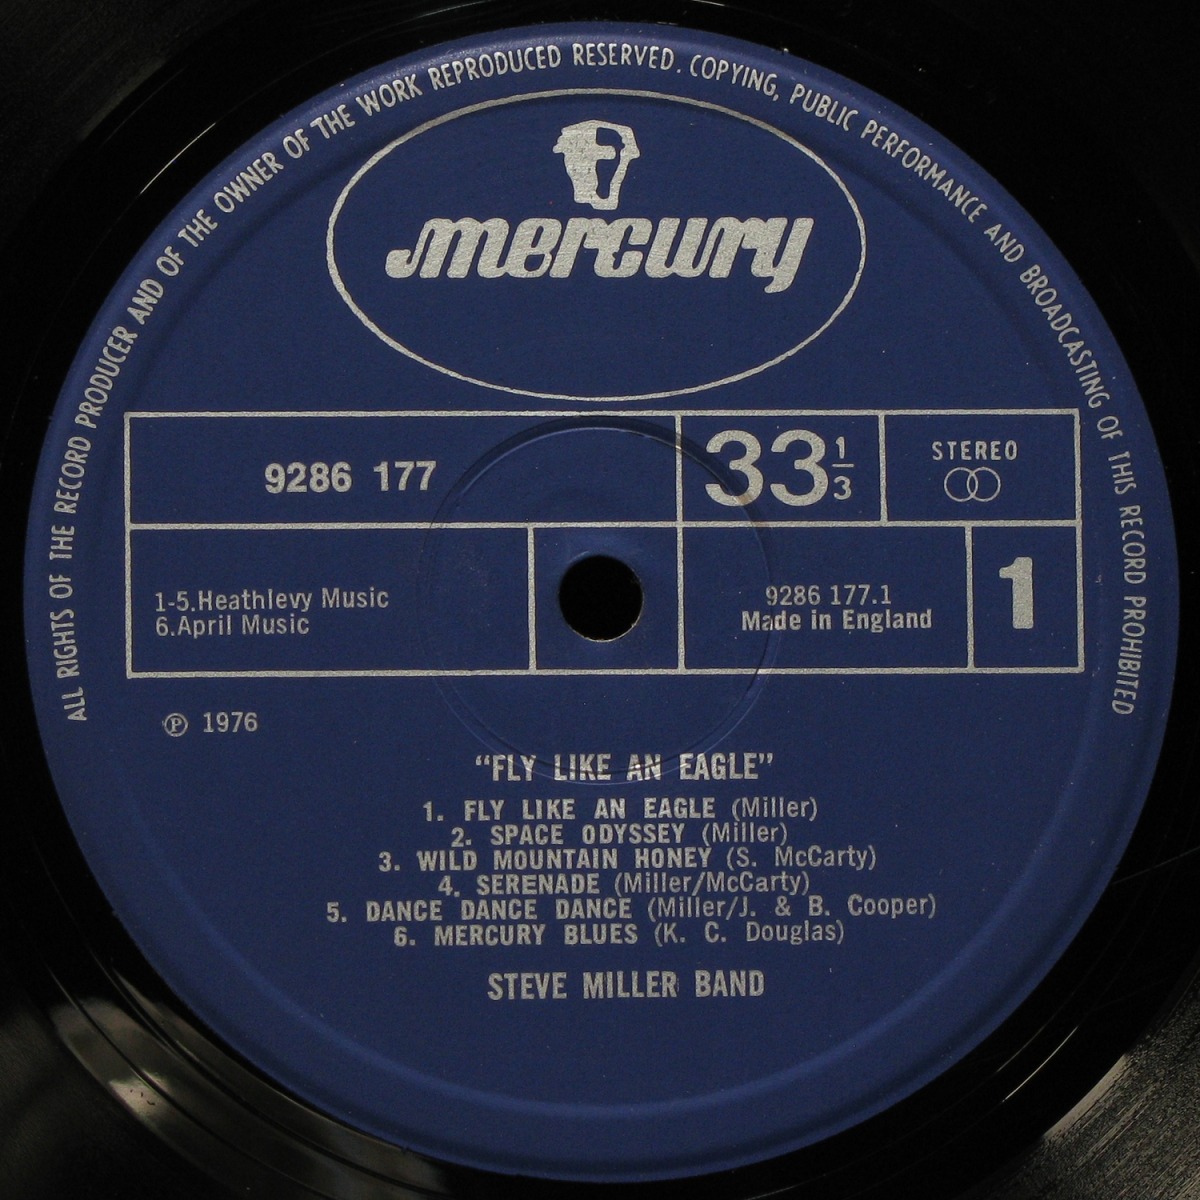 ALL RIGHTS OF THE RECORD PRODUCER AND OF THE OWNER OF THE WORK REPRODUCED RESERVED. COPYING, PUBLIC PERFORMANCE AND BROADCASTING OF THIS RECORD PROHIBITED
mercury
9286 177
33 1/3
STEREO
1-5.Heathlevy Music
6.April Music
9286 177.1
Made in England
1
℗ 1976
“FLY LIKE AN EAGLE”
1. FLY LIKE AN EAGLE (Miller)
2. SPACE ODYSSEY (Miller)
3. WILD MOUNTAIN HONEY (S. McCarty)
4. SERENADE (Miller/McCarty)
5. DANCE DANCE DANCE (Miller/J. & B. Cooper)
6. MERCURY BLUES (K. C. Douglas)
STEVE MILLER BAND